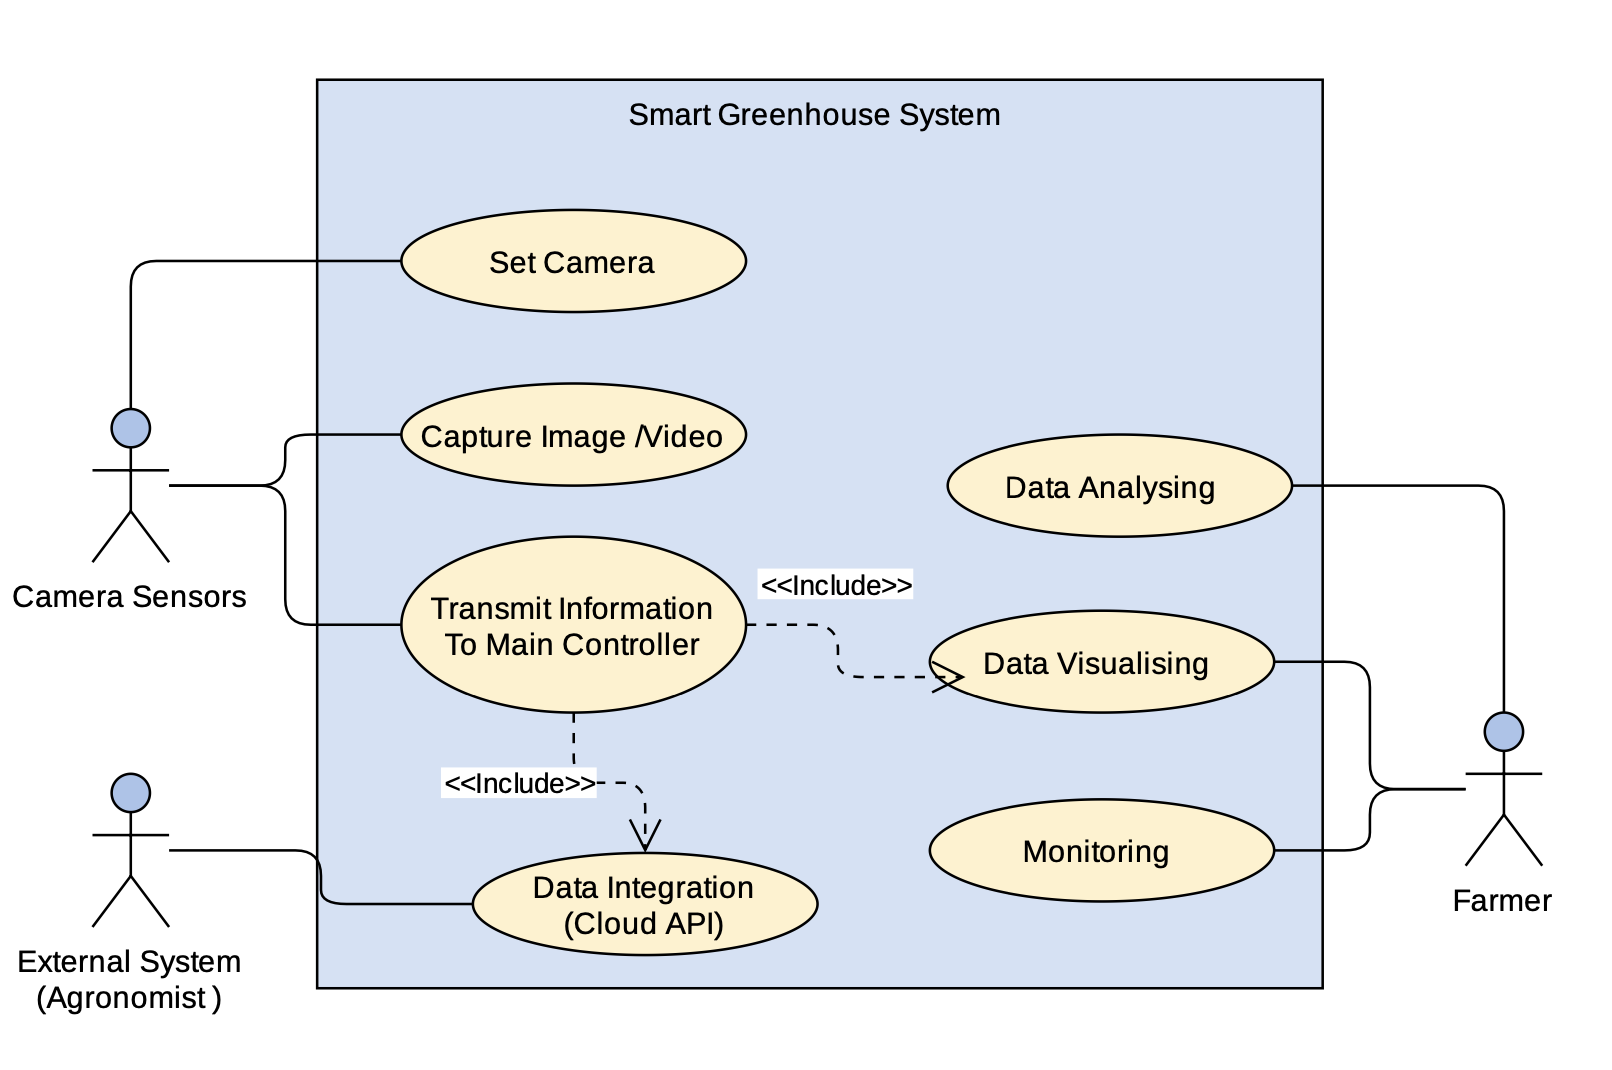 Smart Greenhouse System
Set Camera
Capture Image /Video
Data Analysing
Camera Sensors
<<Include>>
Transmit Information
To Main Controller
Data Visualising
<<Include>>
Monitoring
Data Integration
(Cloud API)
Farmer
External System
(Agronomist )